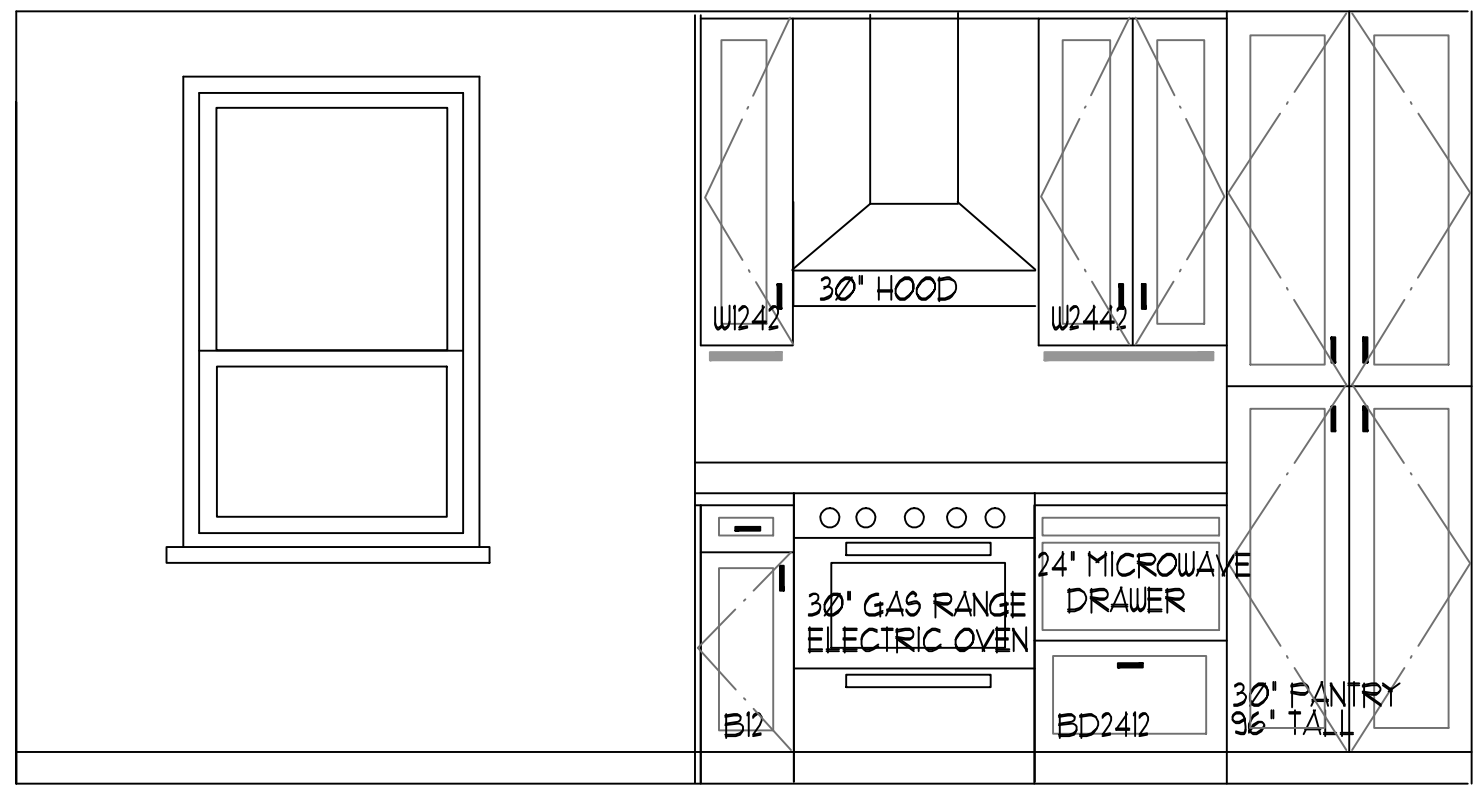 30" HOOD
W1242
W2442
24" MICROWAVE
DRAWER
30" GAS RANGE
ELECTRIC OVEN
B12
BD2412
30" PANTRY
96" TALL